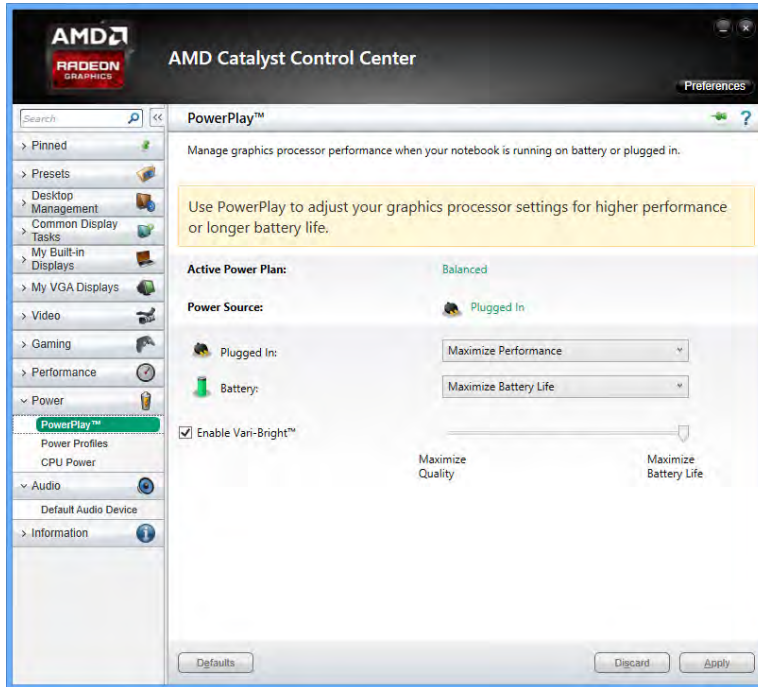 AMD
RADEON
GRAPHICS
AMD Catalyst Control Center
Preferences
Search
<<
PowerPlay™
?
> Pinned
> Presets
> Desktop
Management
> Common Display
Tasks
> My Built-in
Displays
> My VGA Displays
> Video
> Gaming
> Performance
Power
PowerPlay™
Power Profiles
CPU Power
Audio
Default Audio Device
> Information
Manage graphics processor performance when your notebook is running on battery or plugged in.
Use PowerPlay to adjust your graphics processor settings for higher performance
or longer battery life.
Active Power Plan: Balanced
Power Source: Plugged In
Plugged In: Maximize Performance
Battery: Maximize Battery Life
Enable Vari-Bright™
Maximize
Quality
Maximize
Battery Life
Defaults
Discard
Apply